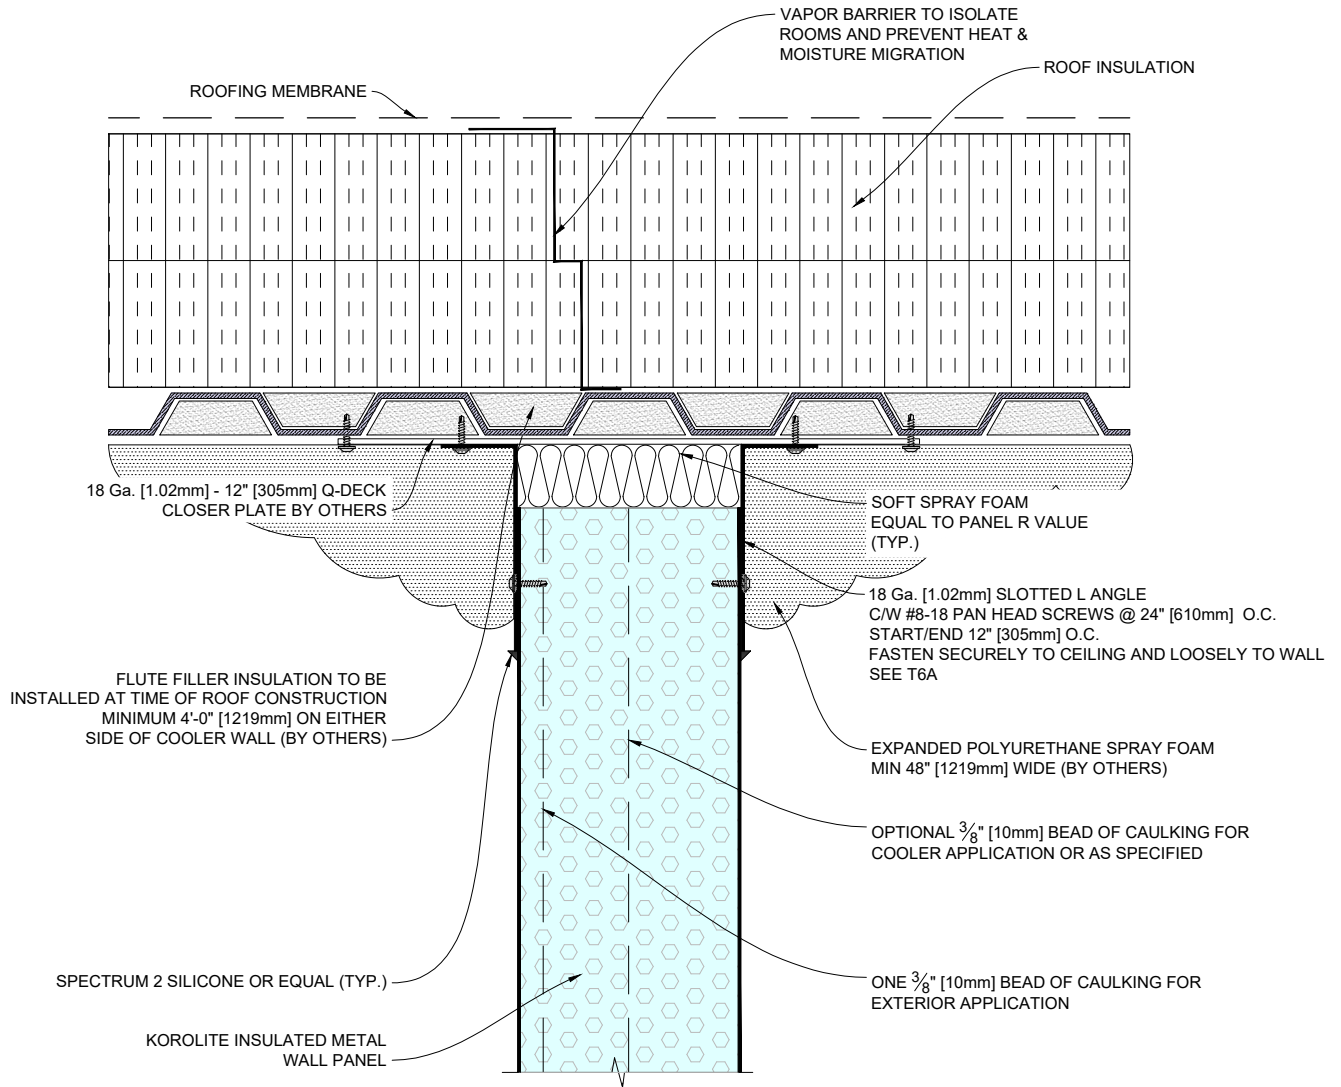 VAPOR BARRIER TO ISOLATE
ROOMS AND PREVENT HEAT &
MOISTURE MIGRATION
ROOF INSULATION
ROOFING MEMBRANE
18 Ga. [1.02mm] - 12" [305mm] Q-DECK
CLOSER PLATE BY OTHERS
SOFT SPRAY FOAM
EQUAL TO PANEL R VALUE
(TYP.)
18 Ga. [1.02mm] SLOTTED L ANGLE
C/W #8-18 PAN HEAD SCREWS @ 24" [610mm] O.C.
START/END 12" [305mm] O.C.
FASTEN SECURELY TO CEILING AND LOOSELY TO WALL
SEE T6A
FLUTE FILLER INSULATION TO BE
INSTALLED AT TIME OF ROOF CONSTRUCTION
MINIMUM 4'-0" [1219mm] ON EITHER
SIDE OF COOLER WALL (BY OTHERS)
EXPANDED POLYURETHANE SPRAY FOAM
MIN 48" [1219mm] WIDE (BY OTHERS)
OPTIONAL 3/8" [10mm] BEAD OF CAULKING FOR
COOLER APPLICATION OR AS SPECIFIED
SPECTRUM 2 SILICONE OR EQUAL (TYP.)
ONE 3/8" [10mm] BEAD OF CAULKING FOR
EXTERIOR APPLICATION
KOROLITE INSULATED METAL
WALL PANEL